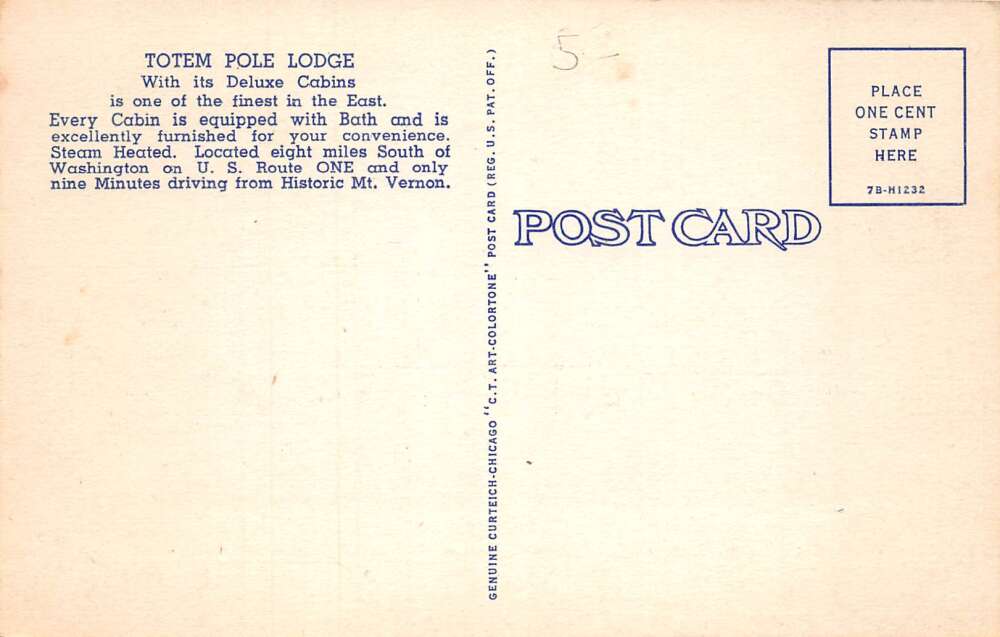 TOTEM POLE LODGE
With its Deluxe Cabins
is one of the finest in the East.
Every Cabin is equipped with Bath and is
excellently furnished for your convenience.
Steam Heated. Located eight miles South of
Washington on U. S. Route ONE and only
nine Minutes driving from Historic Mt. Vernon.
GENUINE CURTEICH-CHICAGO "C.T. ART-COLORTONE" POST CARD (REG. U.S. PAT. OFF.)
5-
POST CARD
PLACE
ONE CENT
STAMP
HERE
7B-H1232